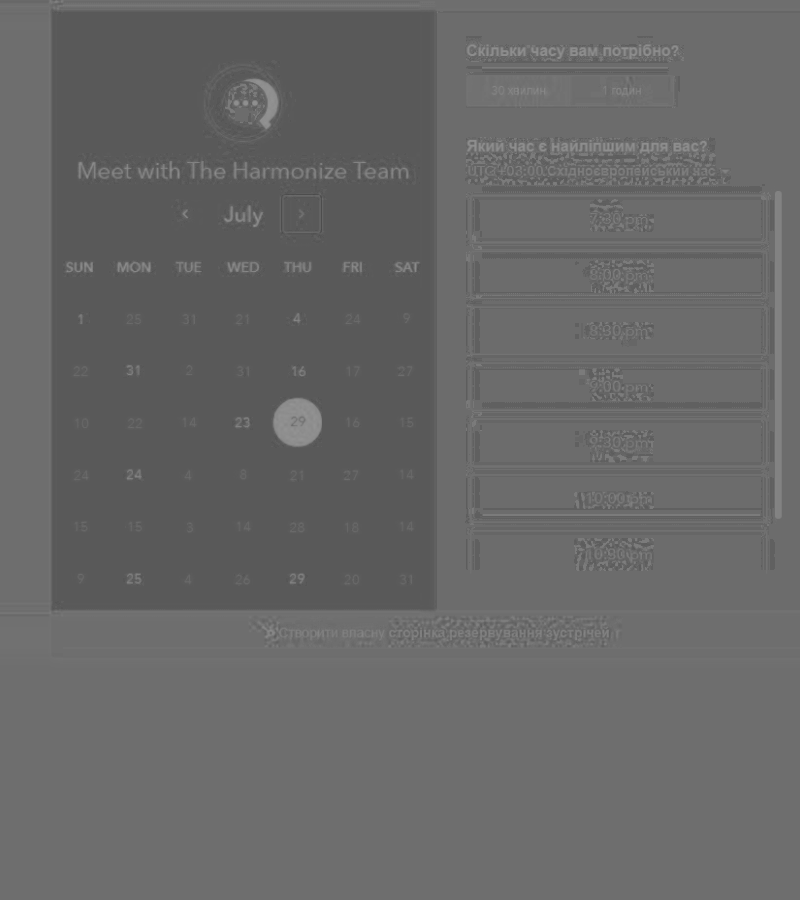 Meet with The Harmonize Team
July
SUN MON TUE WED THU FRI SAT
1 25 31 21 4 24 9
22 31 2 31 16 17 27
10 22 14 23 29 16 15
24 24 4 8 21 27 14
15 15 3 14 28 18 14
9 25 4 26 29 20 31
Скільки часу вам потрібно?
30 хвилин 1 годин
Який час є найліпшим для вас?
UTC +03:00 Східноєвропейський час
7:30 pm
8:00 pm
8:30 pm
9:00 pm
9:30 pm
10:00 pm
10:30 pm
Створити власну сторінка резервування зустрічей